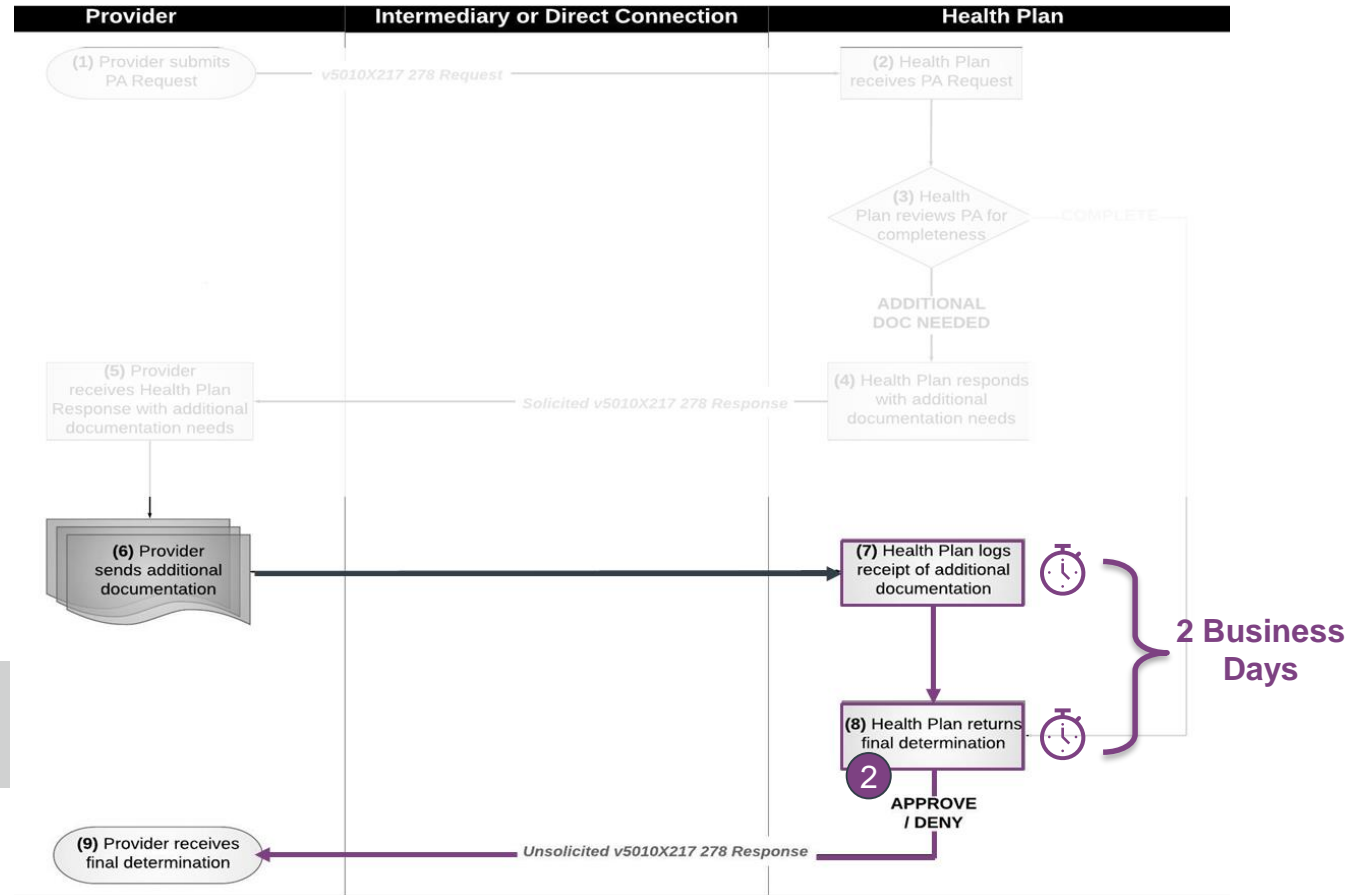 Provider
Intermediary or Direct Connection
Health Plan
(1) Provider submits
PA Request
v5010X217 278 Request
(2) Health Plan
receives PA Request
(3) Health
Plan reviews PA for
completeness
COMPLETE
ADDITIONAL
DOC NEEDED
(5) Provider
receives Health Plan
Response with additional
documentation needs
Solicited v5010X217 278 Response
(4) Health Plan responds
with additional
documentation needs
(6) Provider
sends additional
documentation
(7) Health Plan logs
receipt of additional
documentation
2 Business
Days
(8) Health Plan returns
final determination
2
APPROVE
/ DENY
(9) Provider receives
final determination
Unsolicited v5010X217 278 Response